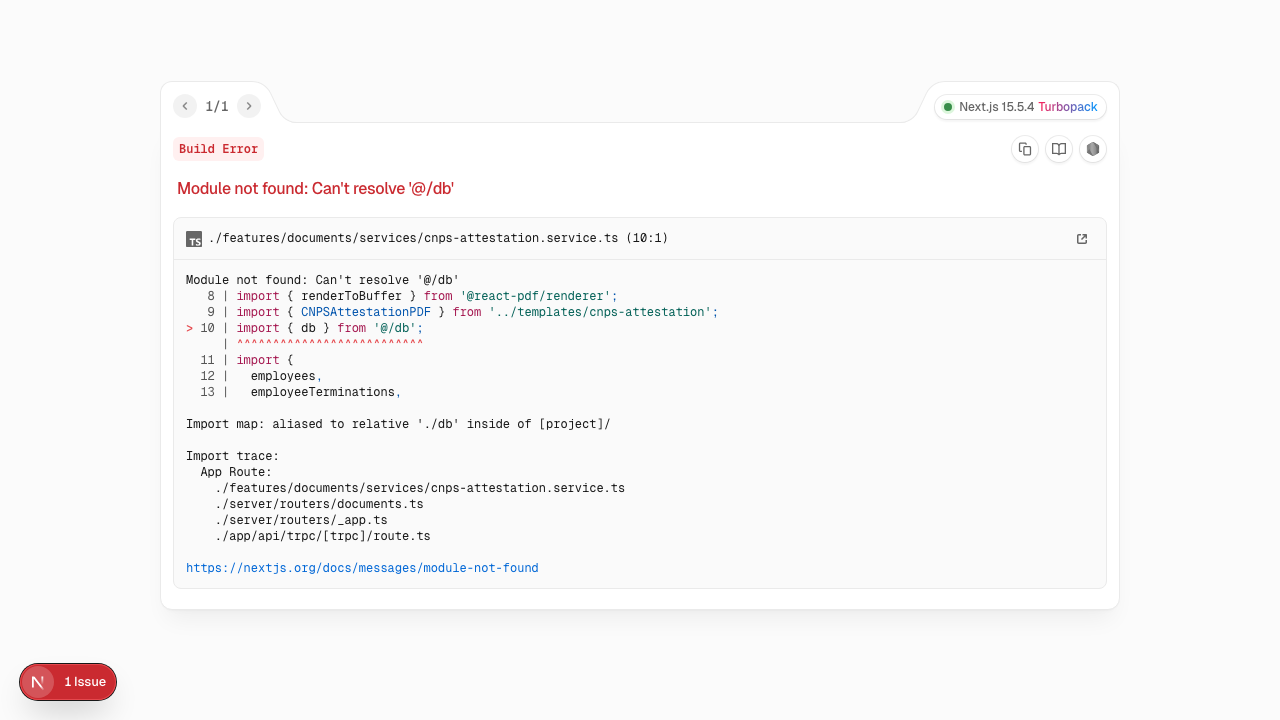 1/1
Next.js 15.5.4 Turbopack
Build Error
Module not found: Can't resolve '@/db'
TS ./features/documents/services/cnps-attestation.service.ts (10:1)
Module not found: Can't resolve '@/db'
   8 | import { renderToBuffer } from '@react-pdf/renderer';
   9 | import { CNPSAttestationPDF } from '../templates/cnps-attestation';
> 10 | import { db } from '@/db';
     | ^^^^^^^^^^^^^^^^^^^^^^^^^^
  11 | import {
  12 |   employees,
  13 |   employeeTerminations,
Import map: aliased to relative './db' inside of [project]/
Import trace:
  App Route:
    ./features/documents/services/cnps-attestation.service.ts
    ./server/routers/documents.ts
    ./server/routers/_app.ts
    ./app/api/trpc/[trpc]/route.ts
https://nextjs.org/docs/messages/module-not-found
N 1 Issue